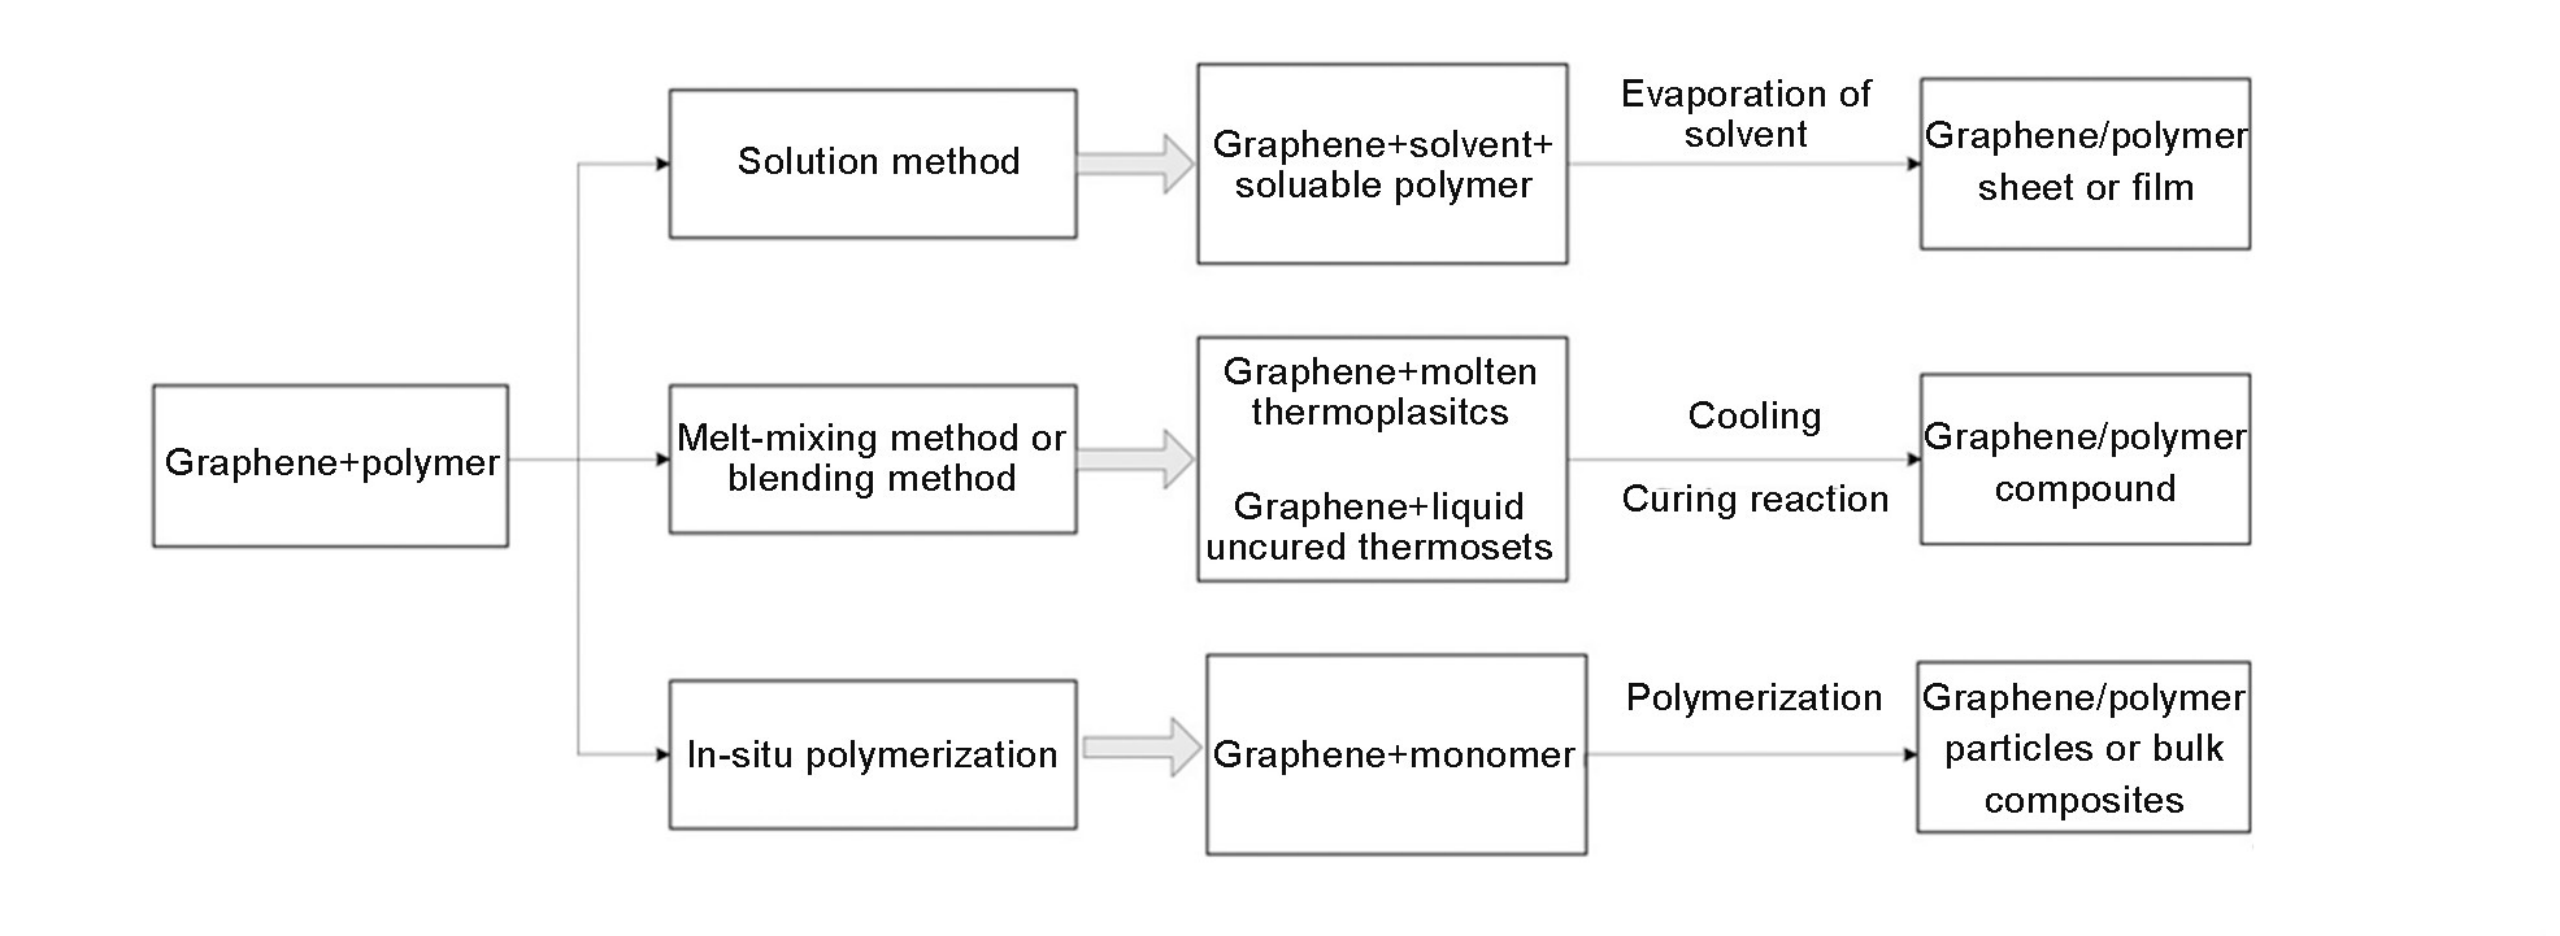 Graphene+polymer
Solution method
Graphene+solvent+
soluable polymer
Evaporation of
solvent
Graphene/polymer
sheet or film
Melt-mixing method or
blending method
Graphene+molten
thermoplasitcs
Graphene+liquid
uncured thermosets
Cooling
Curing reaction
Graphene/polymer
compound
In-situ polymerization
Graphene+monomer
Polymerization
Graphene/polymer
particles or bulk
composites